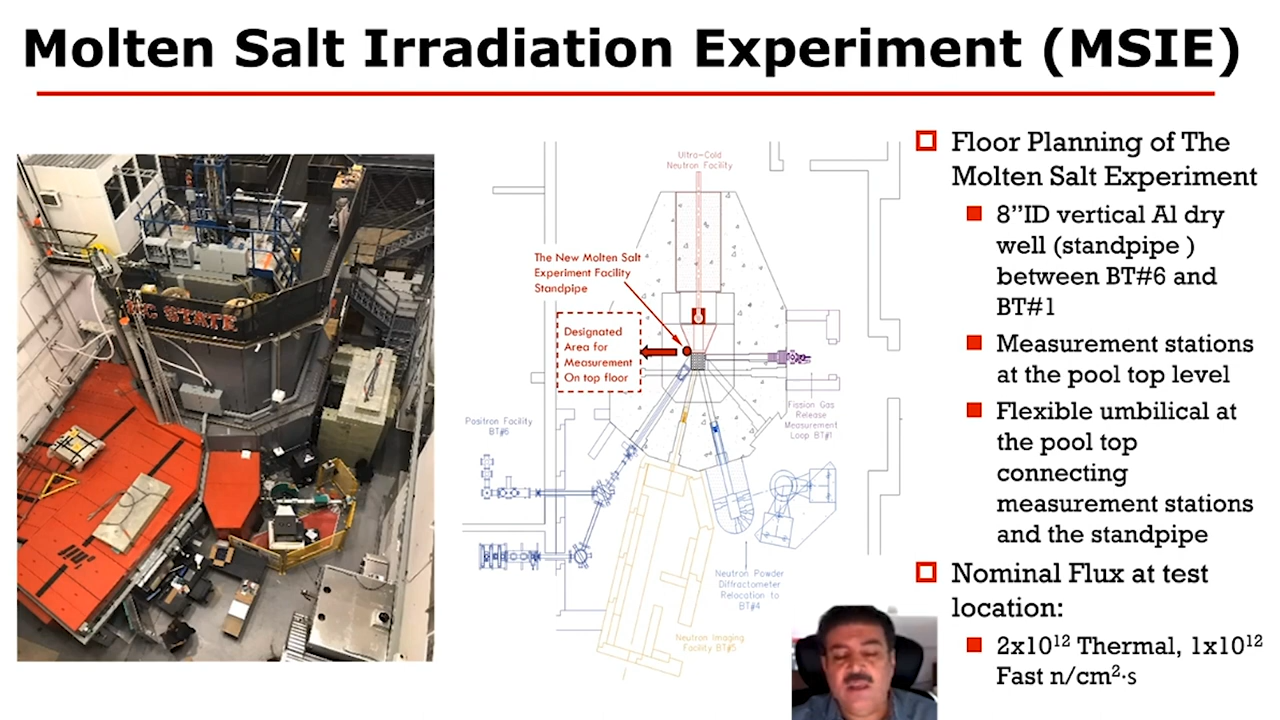 Molten Salt Irradiation Experiment (MSIE)
NC STATE
Ultra-Cold
Neutron Facility
The New Molten Salt
Experiment Facility
Standpipe
Designated
Area for
Measurement
On top floor
Positron Facility
BT#6
Fission Gas
Release
Measurement
Loop BT#1
Neutron Powder
Diffractometer
Relocation to
BT#4
Neutron Imaging
Facility BT#5
Floor Planning of The
Molten Salt Experiment
8”ID vertical Al dry
well (standpipe )
between BT#6 and
BT#1
Measurement stations
at the pool top level
Flexible umbilical at
the pool top
connecting
measurement stations
and the standpipe
Nominal Flux at test
location:
2x10¹² Thermal, 1x10¹²
Fast n/cm²·s